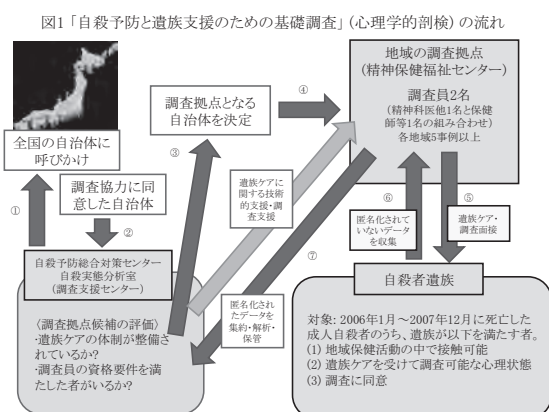 図1「自殺予防と遺族支援のための基礎調査」(心理学的剖検)の流れ
全国の自治体に
呼びかけ
①
調査協力に同
意した自治体
②
自殺予防総合対策センター
自殺実態分析室
(調査支援センター)
〈調査拠点候補の評価〉
・遺族ケアの体制が整備さ
れているか?
・調査員の資格要件を満
たした者がいるか?
③
調査拠点となる
自治体を決定
④
地域の調査拠点
(精神保健福祉センター)
調査員2名
(精神科医他1名と保健
師等1名の組み合わせ)
各地域5事例以上
遺族ケアに
関する技術
的支援・調
査支援
⑤
遺族ケア・
調査面接
⑥
匿名化され
ていないデータ
を収集
⑦
匿名化され
たデータを
集約・解析・
保管
自殺者遺族
対象: 2006年1月~2007年12月に死亡した
成人自殺者のうち、遺族が以下を満たす者。
(1) 地域保健活動の中で接触可能
(2) 遺族ケアを受けて調査可能な心理状態
(3) 調査に同意